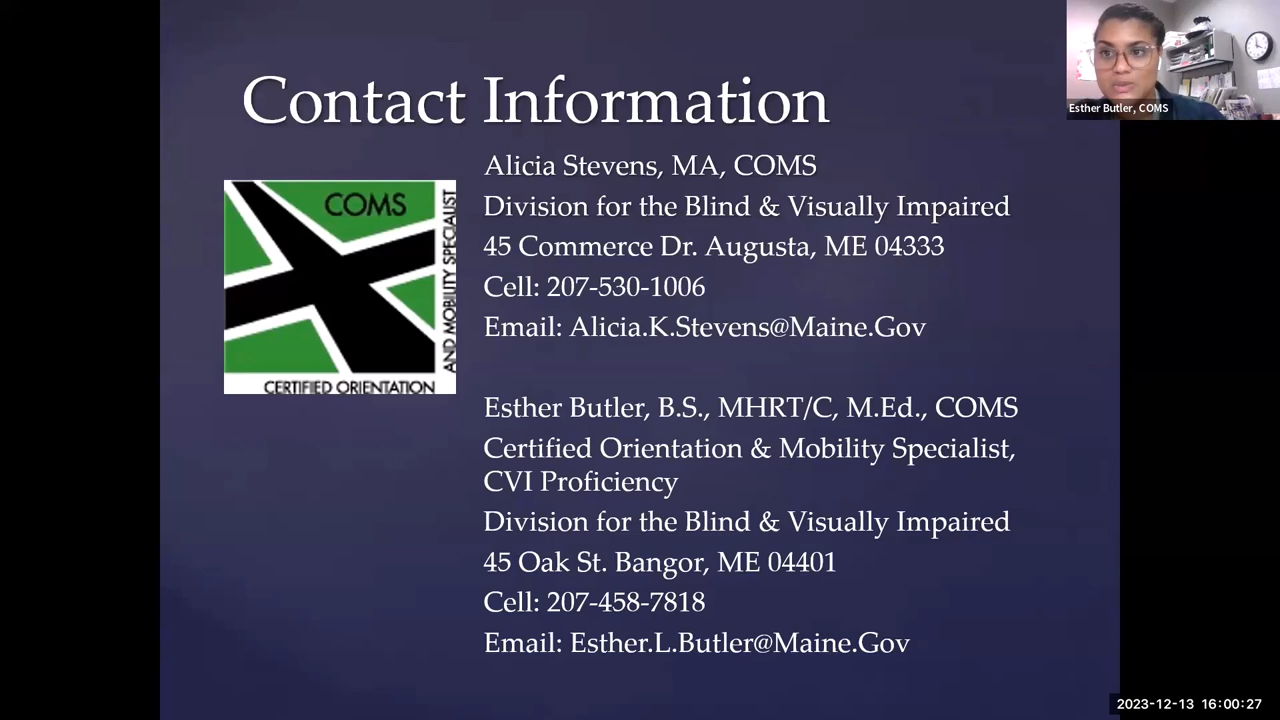 Contact Information
Alicia Stevens, MA, COMS
Division for the Blind & Visually Impaired
45 Commerce Dr. Augusta, ME 04333
Cell: 207-530-1006
Email: Alicia.K.Stevens@Maine.Gov
COMS
AND MOBILITY SPECIALIST
CERTIFIED ORIENTATION
Esther Butler, B.S., MHRT/C, M.Ed., COMS
Certified Orientation & Mobility Specialist,
CVI Proficiency
Division for the Blind & Visually Impaired
45 Oak St. Bangor, ME 04401
Cell: 207-458-7818
Email: Esther.L.Butler@Maine.Gov
Esther Butler, COMS
2023-12-13 16:00:27